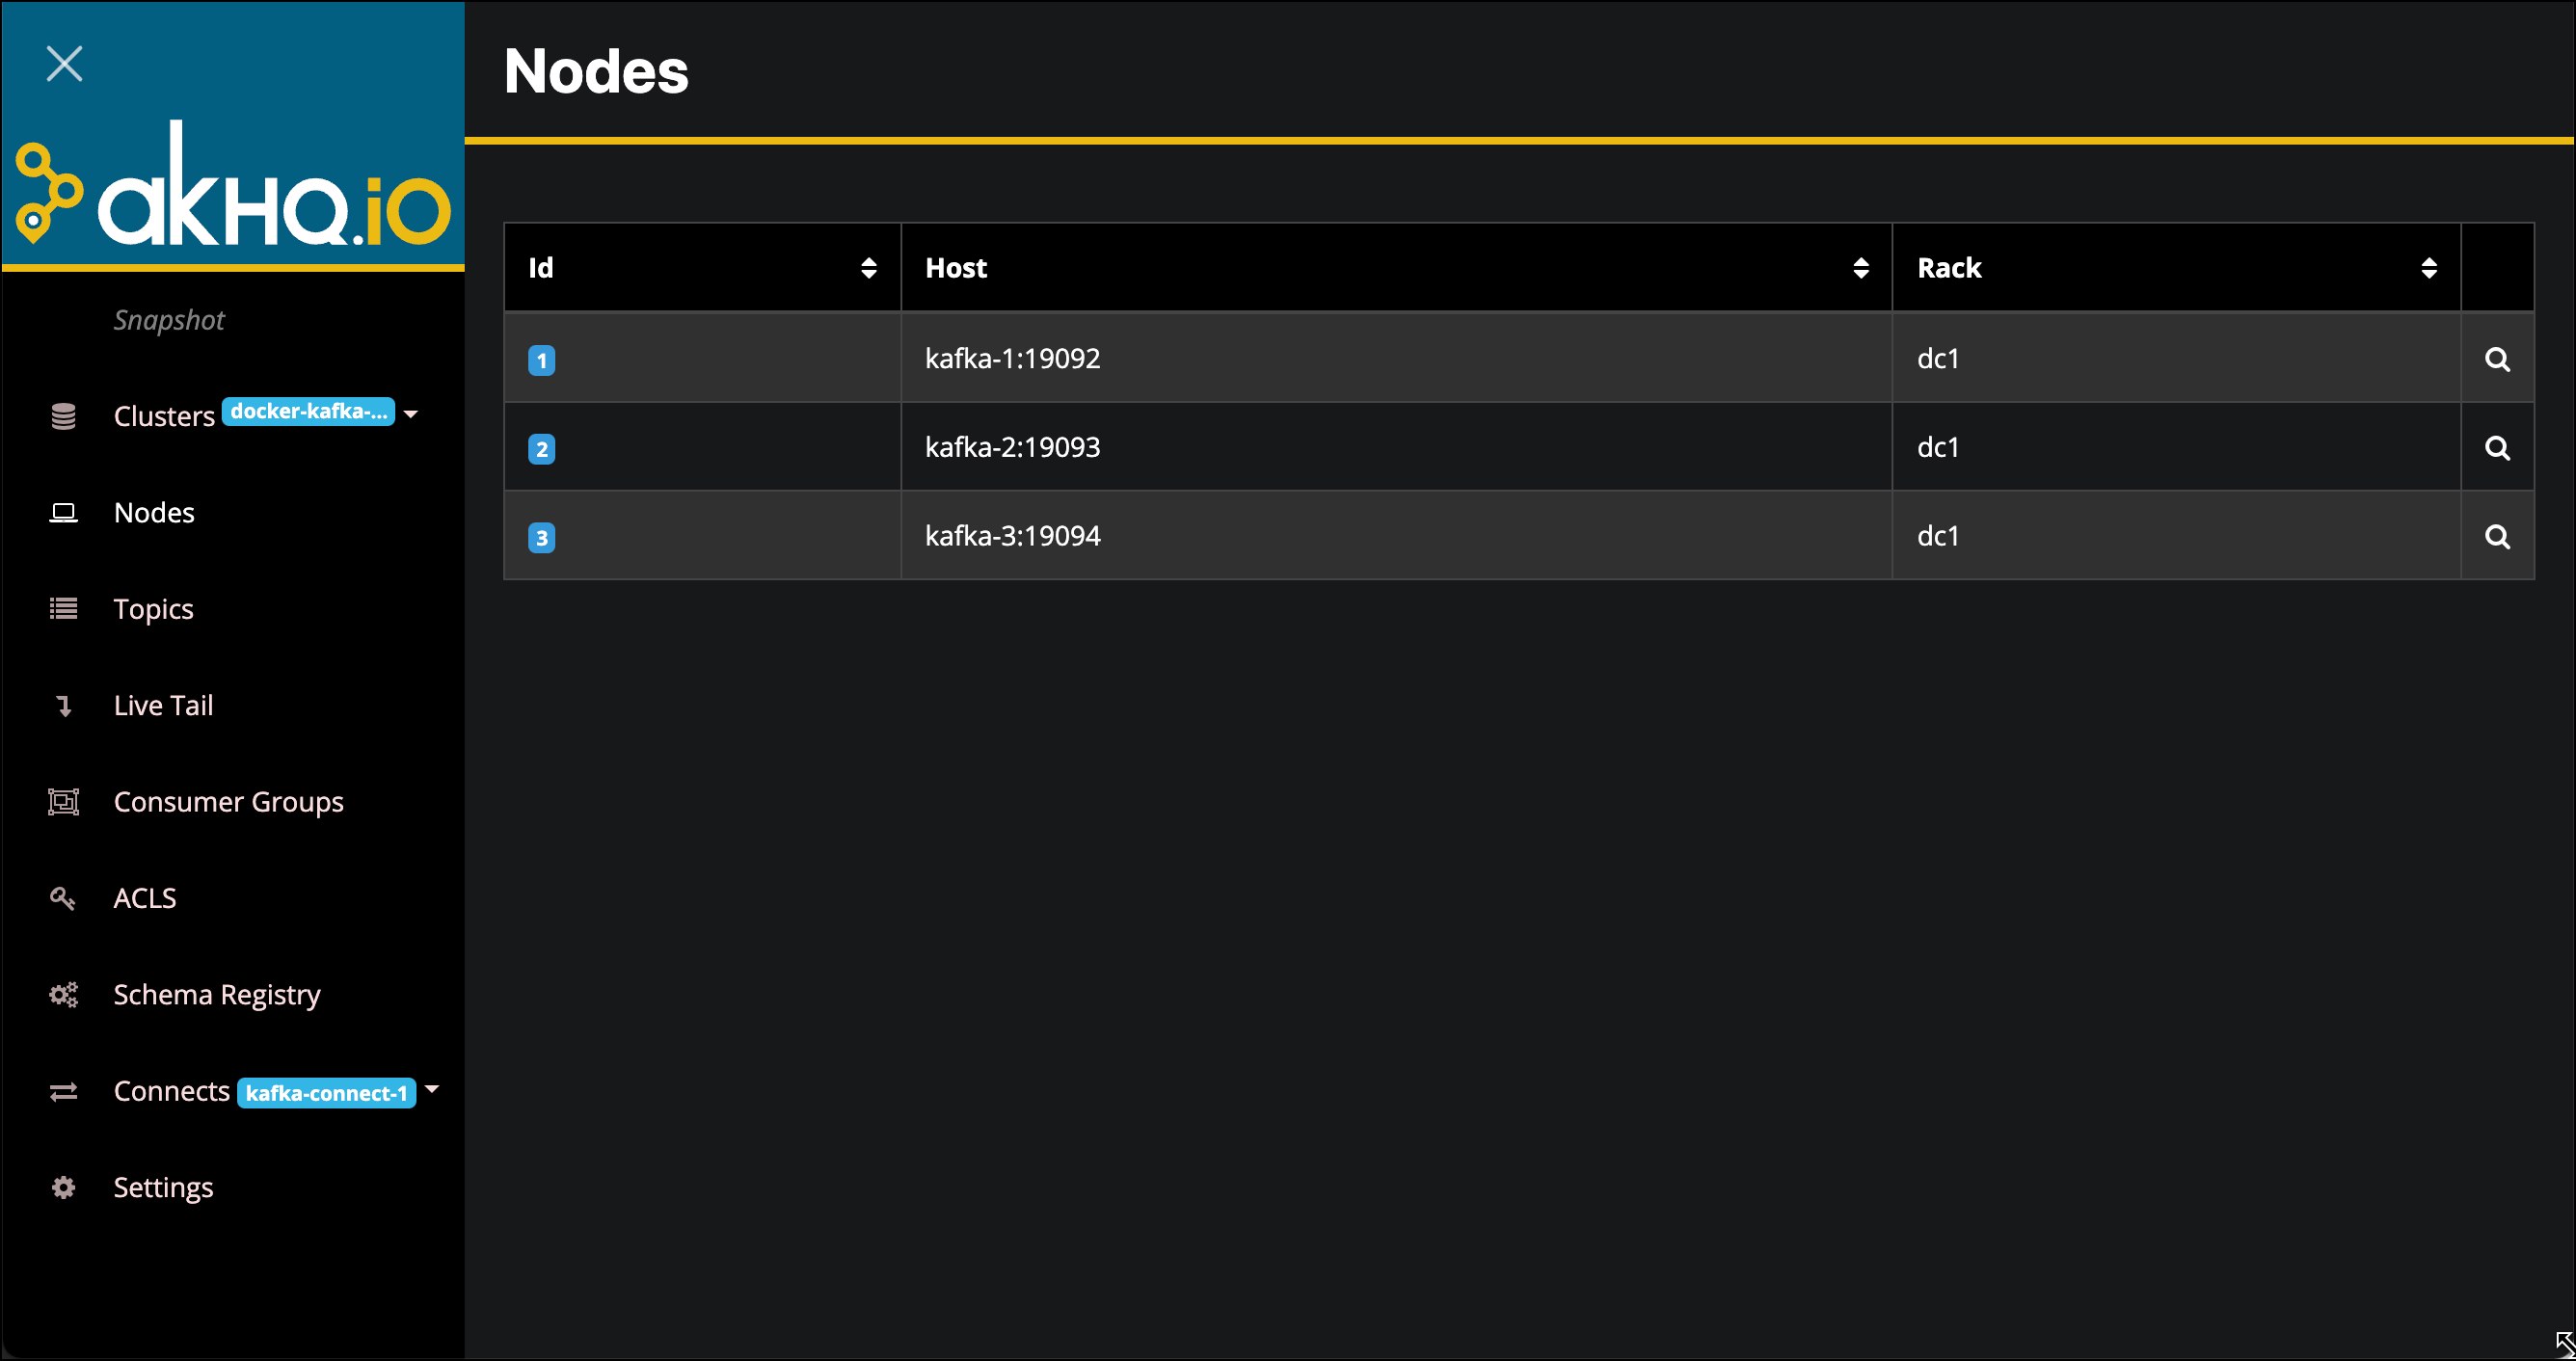 akHQ.io
Snapshot
Clusters docker-kafka-...
Nodes
Topics
Live Tail
Consumer Groups
ACLS
Schema Registry
Connects kafka-connect-1
Settings
Nodes
Id Host Rack
1 kafka-1:19092 dc1
2 kafka-2:19093 dc1
3 kafka-3:19094 dc1